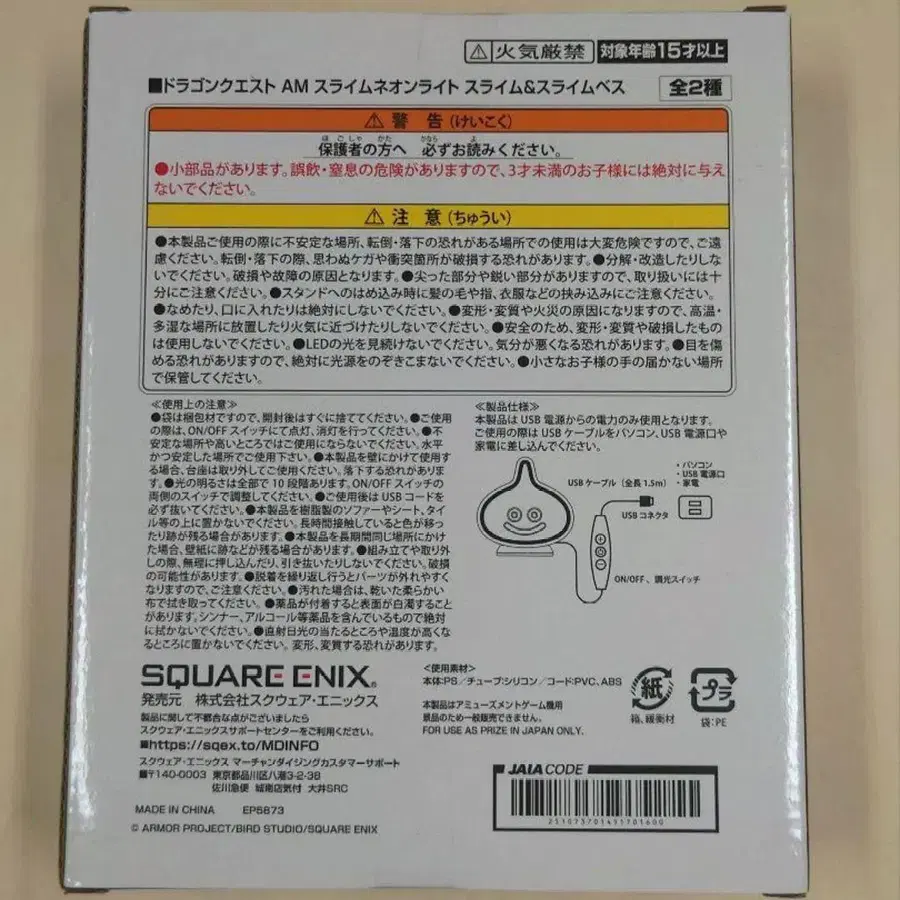 ⚠火気厳禁 対象年齢15才以上
■ドラゴンクエスト AM スライムネオンライト スライム&スライムベス 全2種
⚠ 警 告 (けいこく)
保護者の方へ 必ずお読みください。
●小部品があります。誤飲・窒息の危険がありますので、3才未満のお子様には絶対に与え
ないでください。
⚠ 注 意 (ちゅうい)
●本製品ご使用の際に不安定な場所、転倒・落下の恐れがある場所での使用は大変危険ですので、ご遠
慮ください。転倒・落下の際、思わぬケガや衝突箇所が破損する恐れがあります。●分解・改造したりしな
いでください。破損や故障の原因となります。●尖った部分や鋭い部分がありますので、取り扱いには十
分にご注意ください。●スタンドへのはめ込み時に髪の毛や指、衣服などの挟み込みにご注意ください。
●なめたり、口に入れたりは絶対にしないでください。●変形・変質や火災の原因になりますので、高温・
多湿な場所に放置したり火気に近づけたりしないでください。●安全のため、変形・変質や破損したもの
は使用しないでください。●LEDの光を見続けないでください。気分が悪くなる恐れがあります。●目を傷
める恐れがありますので、絶対に光源をのぞきこまないでください。●小さなお子様の手の届かない場所
で保管してください。
≪使用上の注意≫
●袋は梱包材ですので、開封後はすぐに捨ててください。●ご使用
の際は、ON/OFF スイッチにて点灯、消灯を行ってください。●不
安定な場所や高いところではご使用にならないでください。水平
かつ安定した場所でご使用下さい。●本製品を壁にかけて使用す
る場合、台座は取り外してご使用ください。落下する恐れがありま
す。●光の明るさは全部で 10 段階あります。ON/OFF スイッチの
両側のスイッチで調整してください。●ご使用後は USB コードを
必ず抜いてください。●本製品を樹脂製のソファーやシート、タイ
ル等の上に置かないでください。長時間接触していると色が移っ
たり跡が残る場合があります。●本製品を長期間同じ場所にかけ
た場合、壁紙に跡などが残る場合があります。●組み立てや取り外
しの際、無理に押し込んだり、引き抜いたりしないでください。破損
の可能性があります。●脱着を繰り返し行うとパーツが外れやすく
なりますので、ご注意ください。●汚れた場合は、乾いた柔らかい
布で拭き取ってください。●薬品が付着すると表面が白濁すること
があります。シンナー、アルコール等薬品を含んでいるもので絶対
に拭かないでください。●直射日光の当たるところや温度が高くな
るところに置かないでください。変形、変質する恐れがあります。
≪製品仕様≫
本製品は USB 電源からの電力のみ使用となります。
ご使用の際は USB ケーブルをパソコン、USB 電源口や
家電に差し込んでください。
・パソコン
・USB 電源口
・家電
USB ケーブル (全長 1.5m)
USB コネクタ
ON/OFF 、調光スイッチ
SQUARE ENIX®
発売元 株式会社スクウェア・エニックス
製品に関して不都合な点がございましたら
スクウェア・エニックスサポートセンターをご利用ください。
■https://sqex.to/MDINFO
スクウェア・エニックス マーチャンダイジングカスタマーサポート
■〒140-0003 東京都品川区八潮3-2-38
佐川急便 城南店気付 大井SRC
MADE IN CHINA EP5873
© ARMOR PROJECT/BIRD STUDIO/SQUARE ENIX
≪使用素材≫
本体:PS/チューブ:シリコン/コード:PVC、ABS
本製品はアミューズメントゲーム機用
景品のため一般販売できません。
FOR USE AS PRIZE IN JAPAN ONLY.
紙
箱、緩衝材
プラ
袋:PE
JAIA CODE
251073701491701600